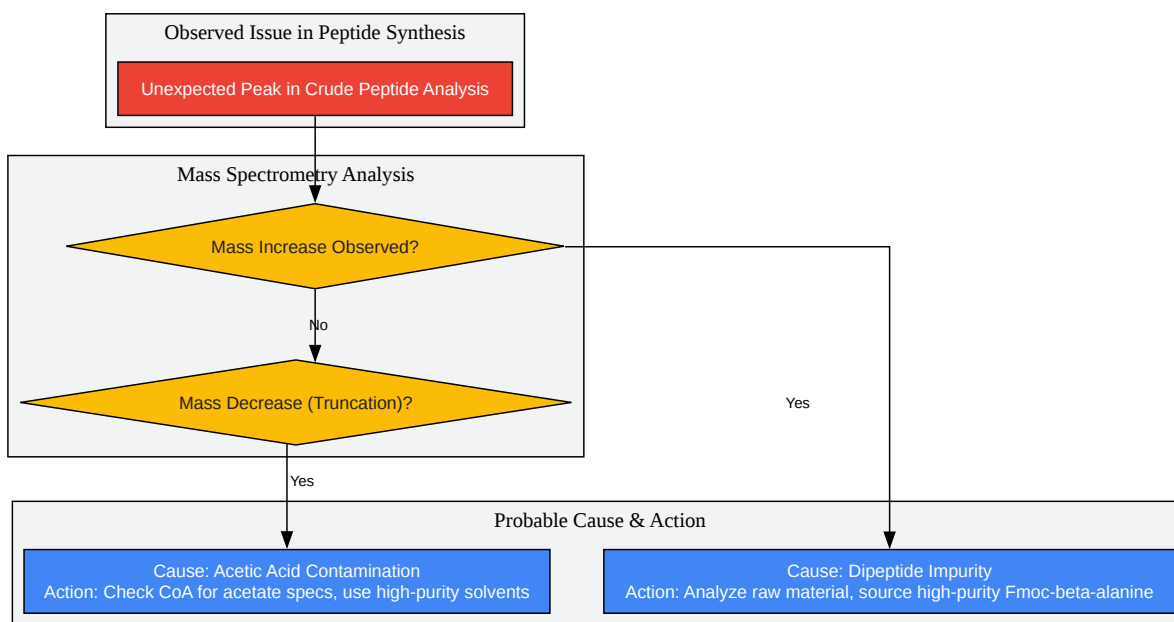 Observed Issue in Peptide Synthesis
Unexpected Peak in Crude Peptide Analysis
Mass Spectrometry Analysis
Mass Increase Observed?
No
Mass Decrease (Truncation)?
Yes
Yes
Probable Cause & Action
Cause: Acetic Acid Contamination
Action: Check CoA for acetate specs, use high-purity solvents
Cause: Dipeptide Impurity
Action: Analyze raw material, source high-purity Fmoc-beta-alanine